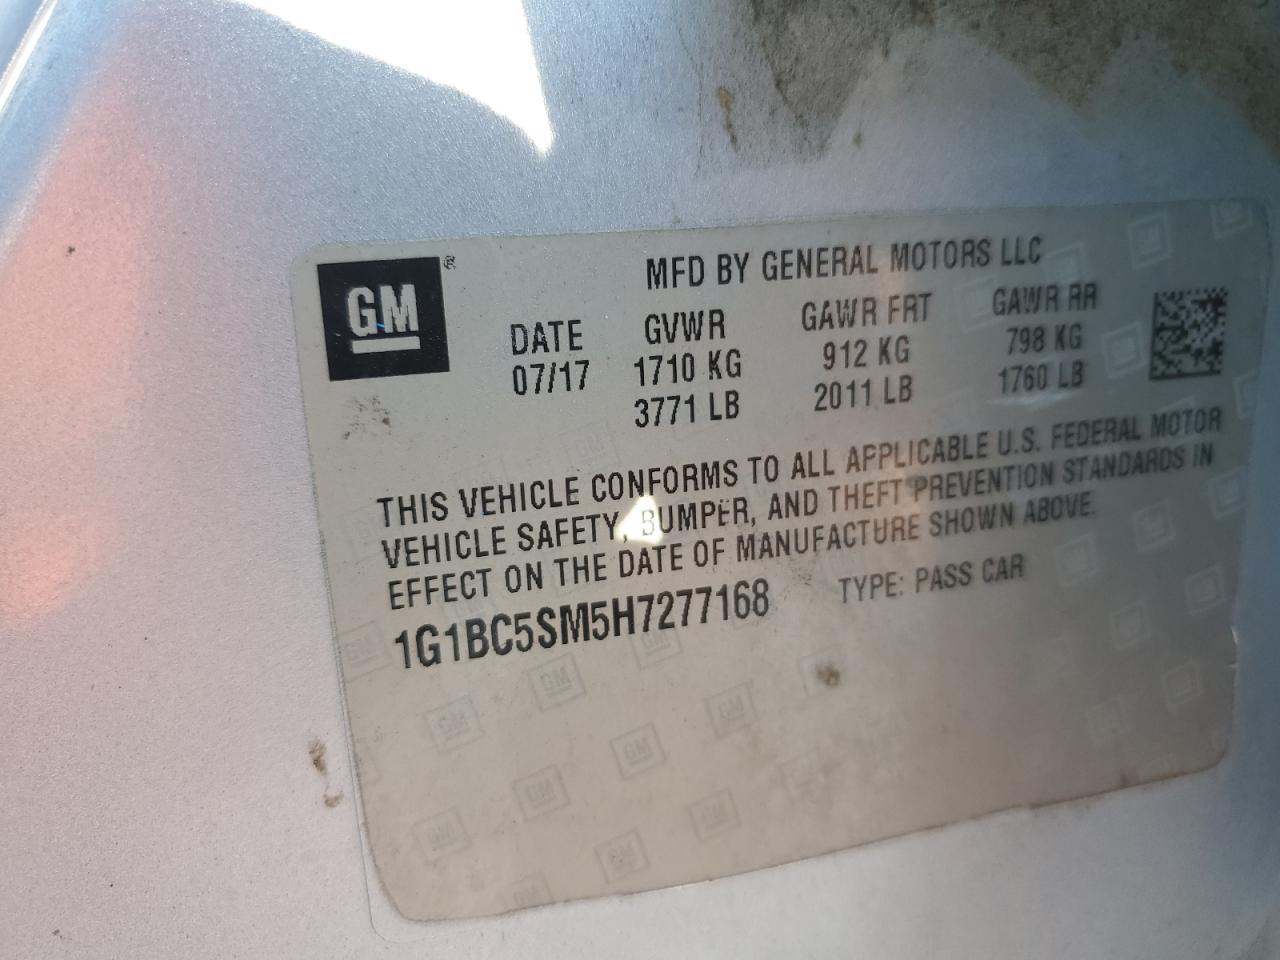 GM®
MFD BY GENERAL MOTORS LLC
DATE GVWR GAWR FRT GAWR RR
07/17 1710 KG 912 KG 798 KG
3771 LB 2011 LB 1760 LB
THIS VEHICLE CONFORMS TO ALL APPLICABLE U.S. FEDERAL MOTOR
VEHICLE SAFETY, BUMPER, AND THEFT PREVENTION STANDARDS IN
EFFECT ON THE DATE OF MANUFACTURE SHOWN ABOVE.
1G1BC5SM5H7277168 TYPE: PASS CAR